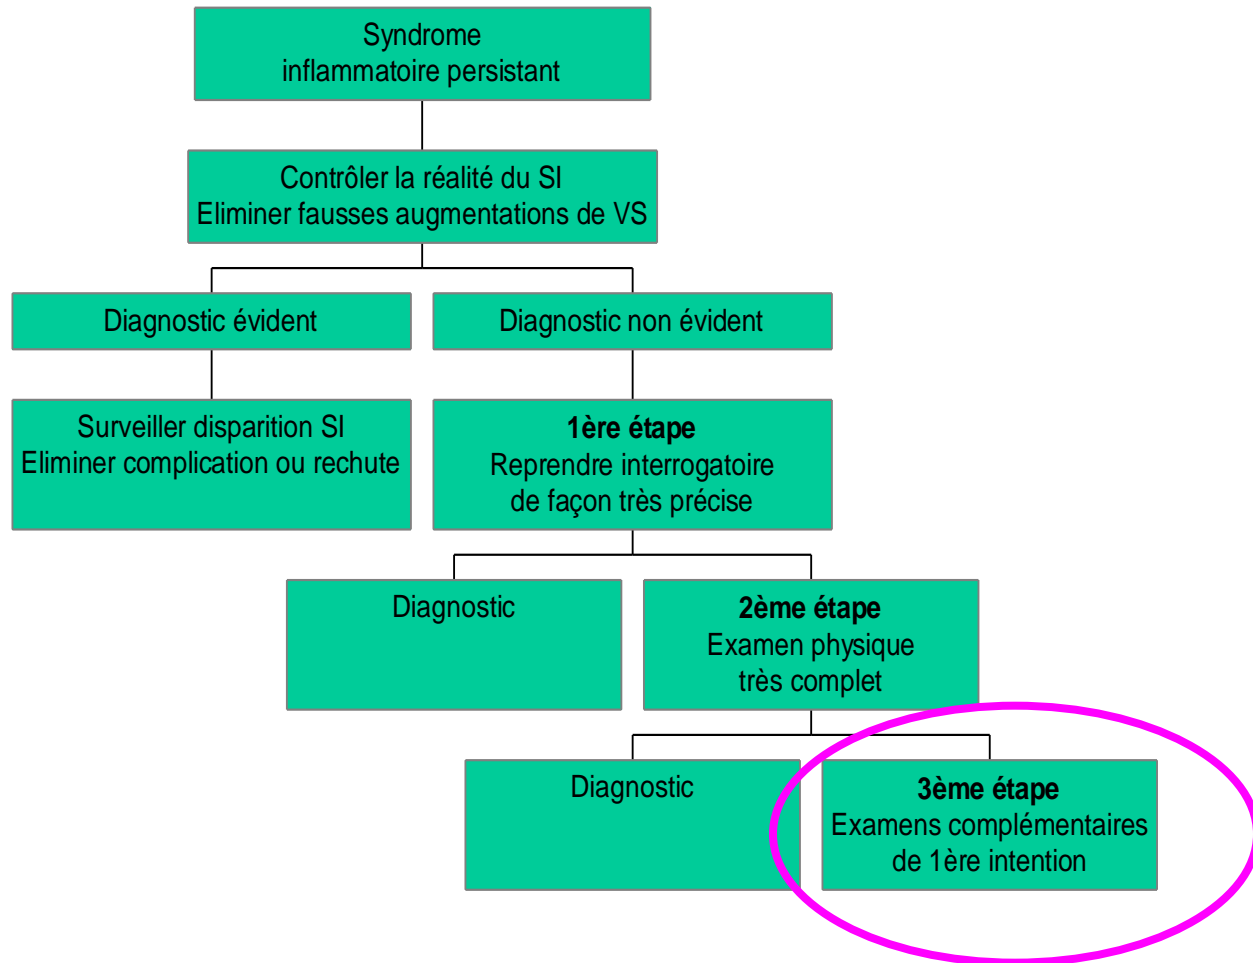 Syndrome
inflammatoire persistant
Contrôler la réalité du SI
Eliminer fausses augmentations de VS
Diagnostic évident
Diagnostic non évident
Surveiller disparition SI
Eliminer complication ou rechute
1ère étape
Reprendre interrogatoire
de façon très précise
Diagnostic
2ème étape
Examen physique
très complet
Diagnostic
3ème étape
Examens complémentaires
de 1ère intention